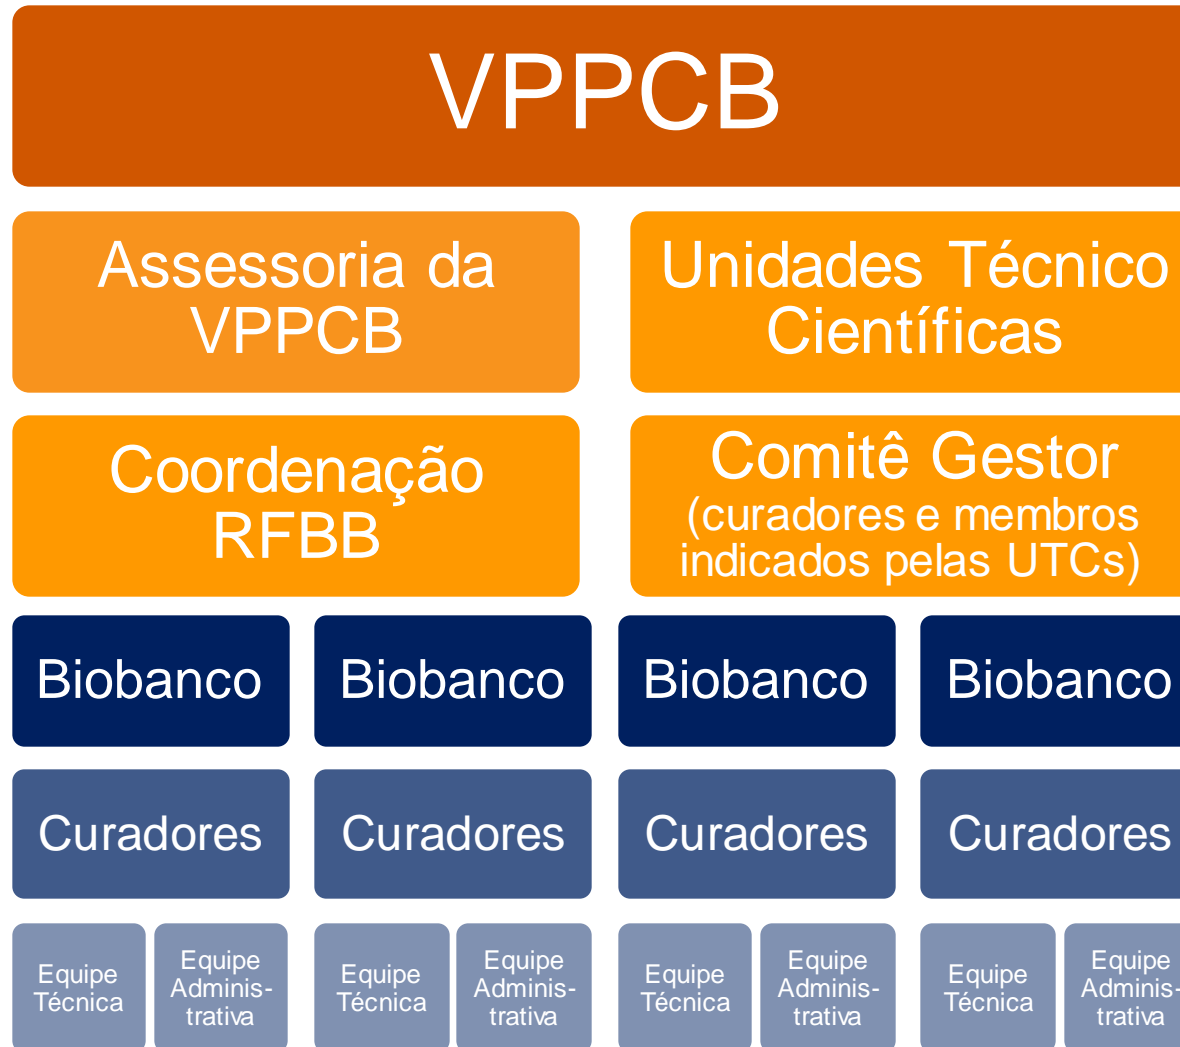 VPPCB
Assessoria da
VPPCB
Unidades Técnico
Científicas
Coordenação
RFBB
Comitê Gestor
(curadores e membros
indicados pelas UTCs)
Biobanco
Biobanco
Biobanco
Biobanco
Curadores
Curadores
Curadores
Curadores
Equipe
Técnica
Equipe
Adminis-
trativa
Equipe
Técnica
Equipe
Adminis-
trativa
Equipe
Técnica
Equipe
Adminis-
trativa
Equipe
Técnica
Equipe
Adminis-
trativa